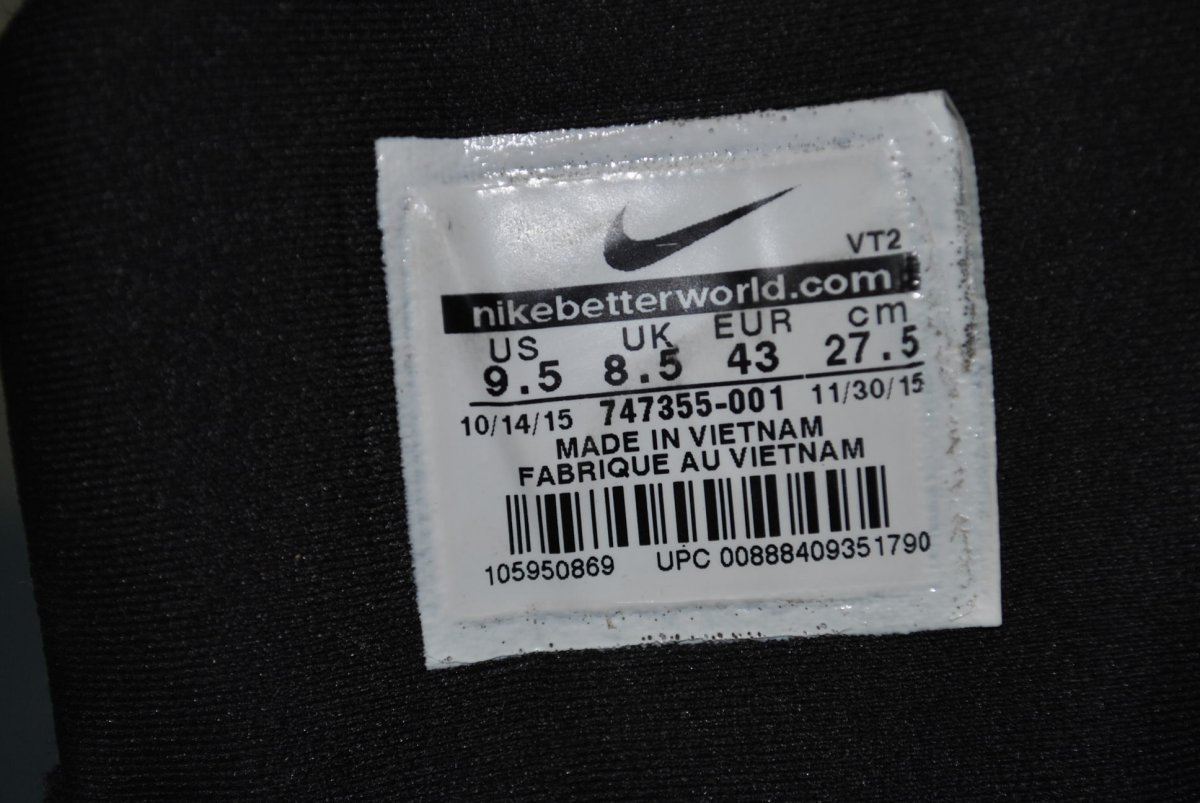 VT2
nikebetterworld.com
US UK EUR cm
9.5 8.5 43 27.5
10/14/15 747355-001 11/30/15
MADE IN VIETNAM
FABRIQUE AU VIETNAM
105950869 UPC 00888409351790